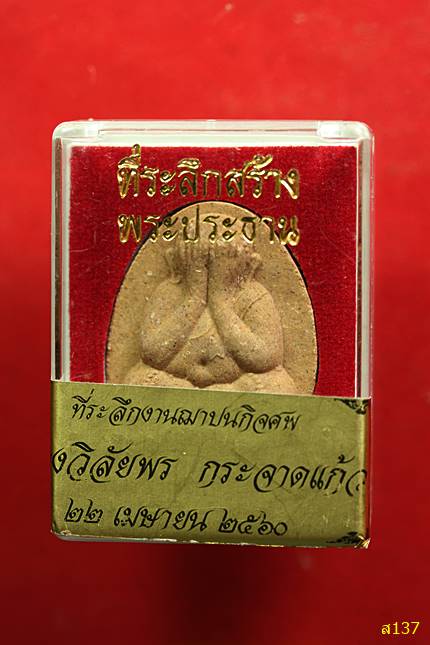 ที่ระลึกสร้าง
พระประธาน
ที่ระลึกงานฌาปนกิจศพ
งวิลัยพร กระจาดแก้ว
๒๒ เมษายน ๒๕๖๐
ส137